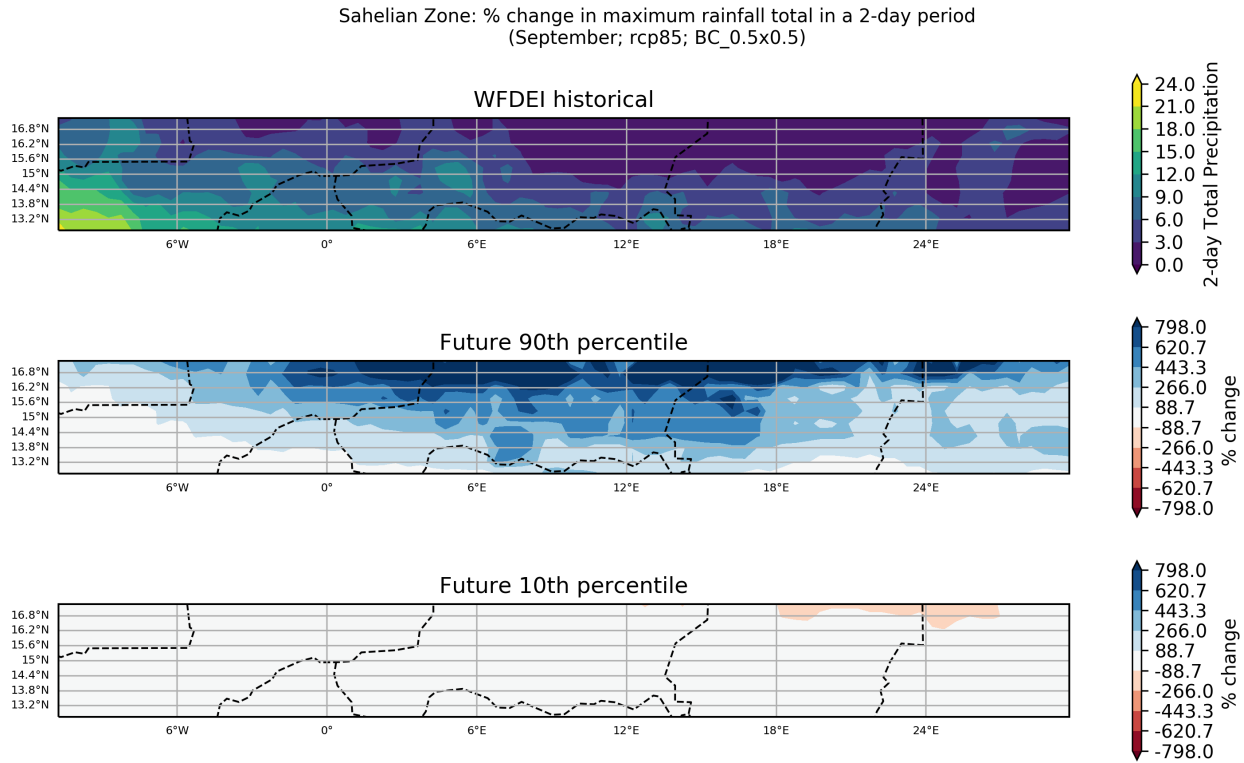 Sahelian Zone: % change in maximum rainfall total in a 2-day period
(September; rcp85; BC_0.5x0.5)
WFDEI historical
16.8°N
16.2°N
15.6°N
15°N
14.4°N
13.8°N
13.2°N
6°W 0° 6°E 12°E 18°E 24°E
24.0
21.0
18.0
15.0
12.0
9.0
6.0
3.0
0.0
2-day Total Precipitation
Future 90th percentile
16.8°N
16.2°N
15.6°N
15°N
14.4°N
13.8°N
13.2°N
6°W 0° 6°E 12°E 18°E 24°E
798.0
620.7
443.3
266.0
88.7
-88.7
-266.0
-443.3
-620.7
-798.0
% change
Future 10th percentile
16.8°N
16.2°N
15.6°N
15°N
14.4°N
13.8°N
13.2°N
6°W 0° 6°E 12°E 18°E 24°E
798.0
620.7
443.3
266.0
88.7
-88.7
-266.0
-443.3
-620.7
-798.0
% change